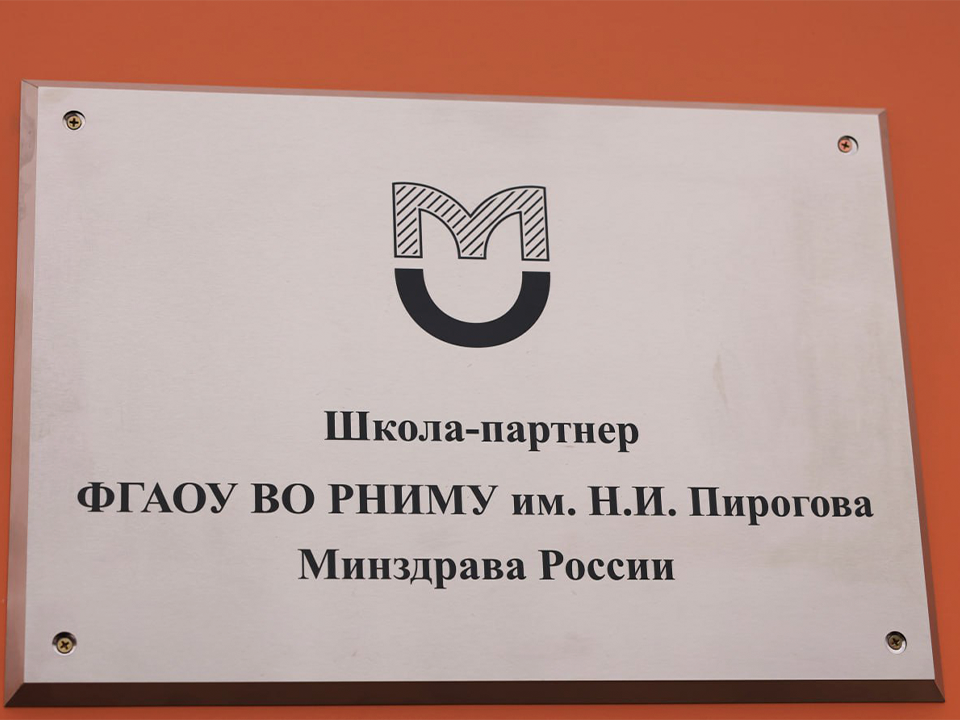 Школа-партнер
ФГАОУ ВО РНИМУ им. Н.И. Пирогова
Минздрава России